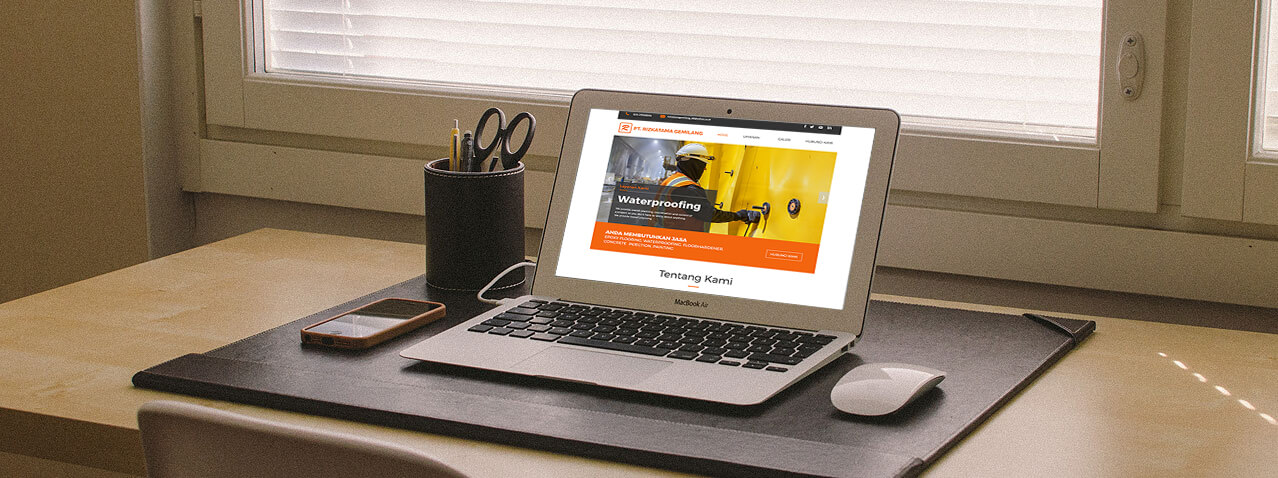 PT. RIZKATAMA GEMILANG
HOME
LAYANAN
GALERI
HUBUNGI KAMI
Layanan Kami
Waterproofing
ANDA MEMBUTUHKAN JASA
EPOXY FLOORING, WATERPROOFING, FLOORHARDENER,
CONCRETE INJECTION, PAINTING
HUBUNGI KAMI
Tentang Kami
MacBook Air